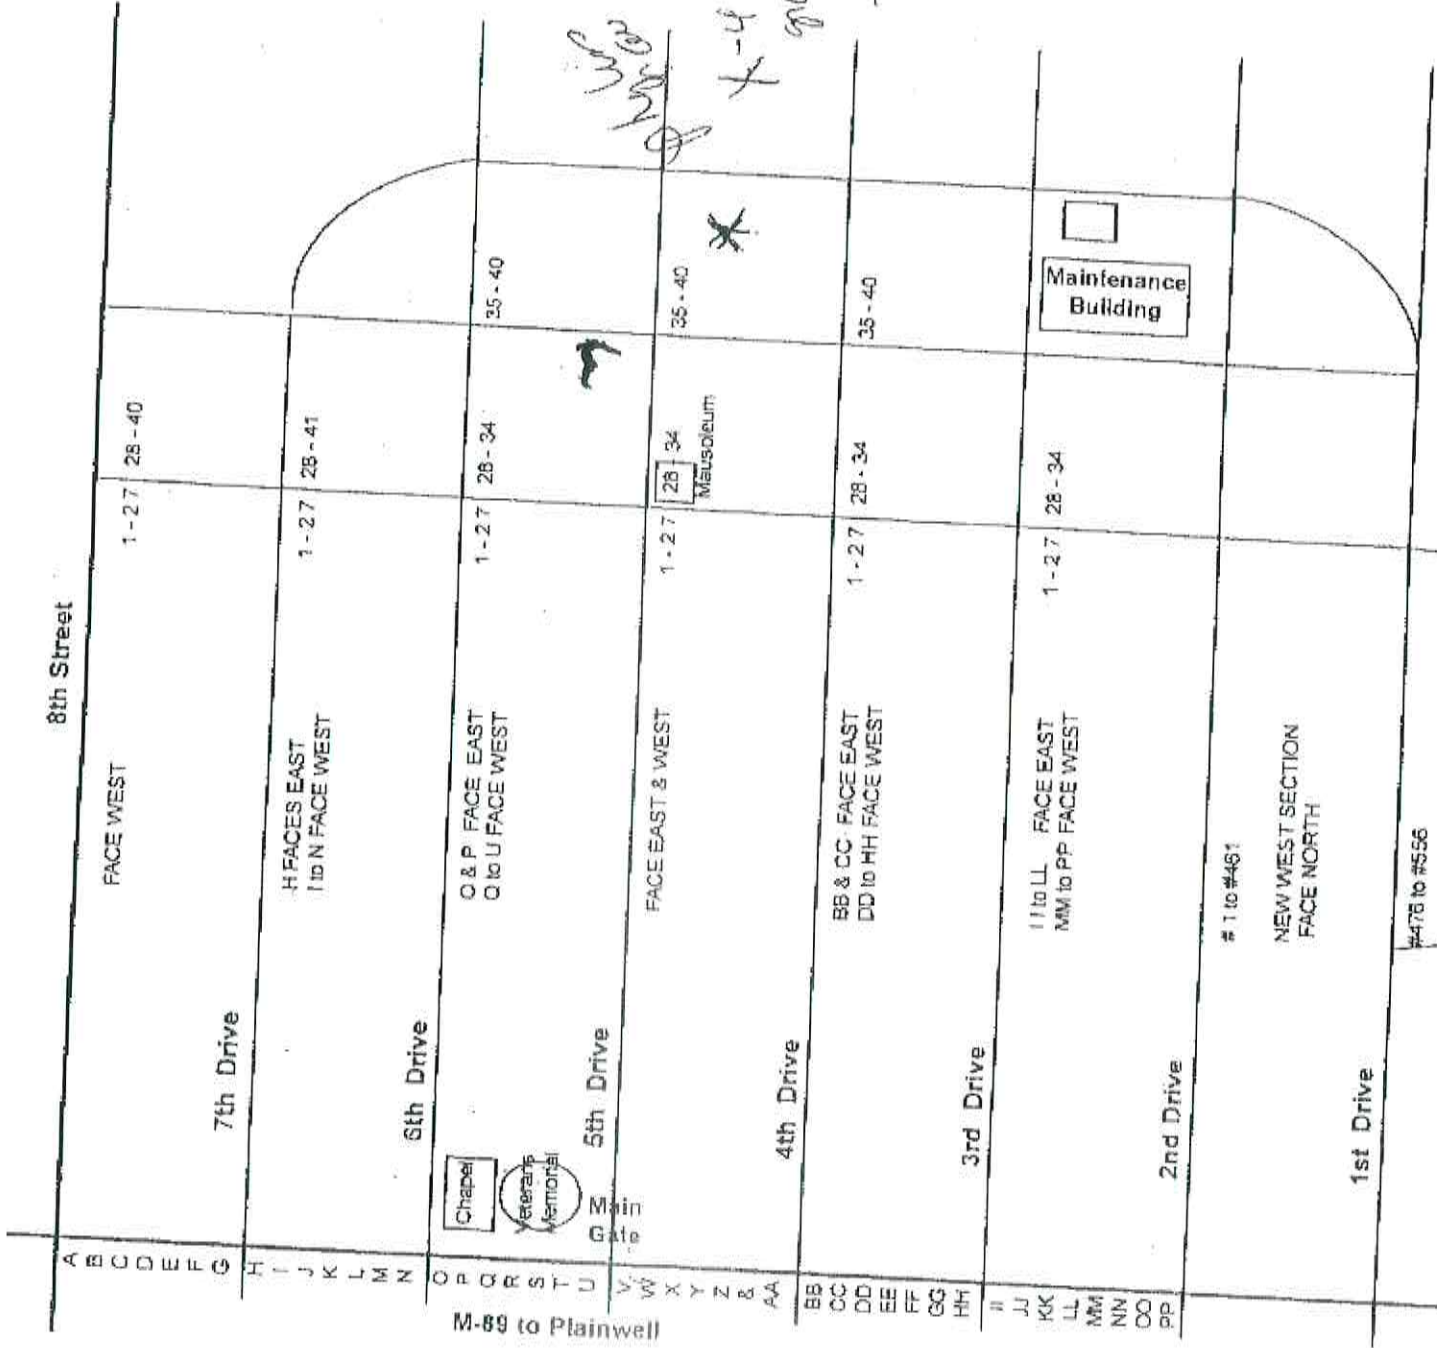 8th Street
FACE WEST
1 - 27
28 - 40
7th Drive
H FACES EAST
I to N FACE WEST
1 - 27
28 - 41
6th Drive
O & P FACE EAST
Q to U FACE WEST
1 - 27
28 - 34
35 - 40
Chapel
Veterans
Memorial
5th Drive
Main
Gate
FACE EAST & WEST
1 - 27
28 - 34
Mausoleum
35 - 40
X-4
4th Drive
BB & CC FACE EAST
DD to HH FACE WEST
1 - 27
28 - 34
35 - 40
3rd Drive
II to LL FACE EAST
MM to PP FACE WEST
1 - 27
28 - 34
Maintenance
Building
2nd Drive
# 1 to #461
NEW WEST SECTION
FACE NORTH
1st Drive
#476 to #556
A
B
C
D
E
F
G
H
I
J
K
L
M
N
O
P
Q
R
S
T
U
V
W
X
Y
Z
&
AA
BB
CC
DD
EE
FF
GG
HH
II
JJ
KK
LL
MM
NN
OO
PP
M-89 to Plainwell